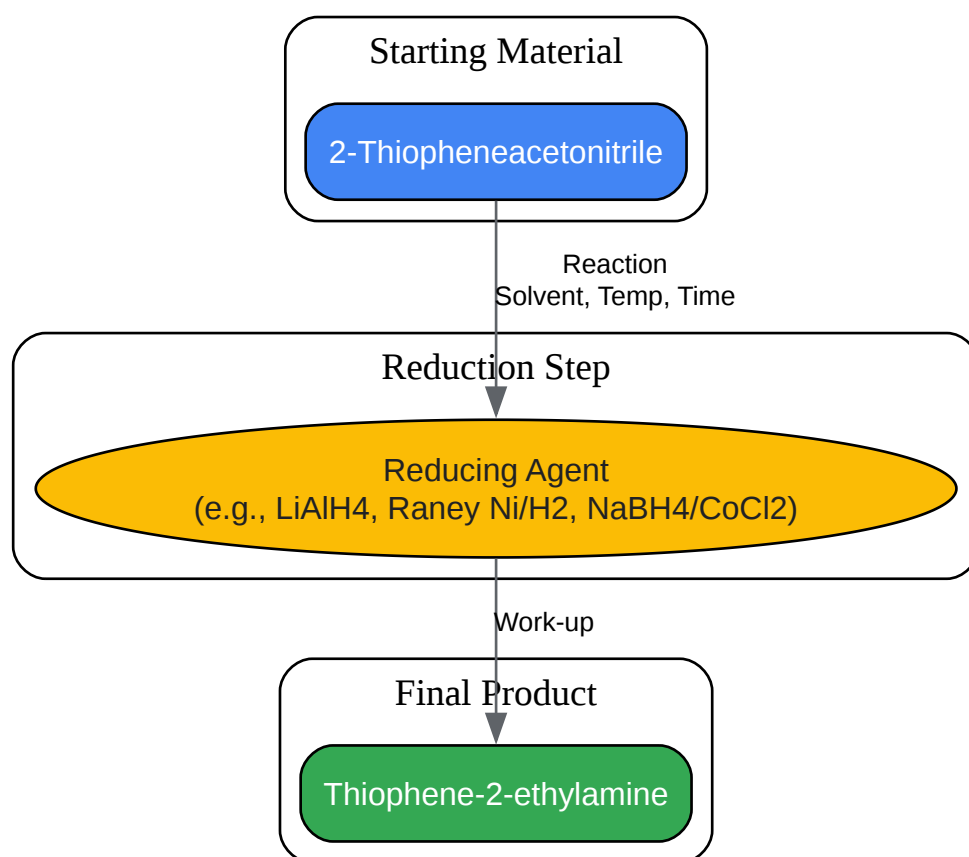 Starting Material
2-Thiopheneacetonitrile
Reaction
Solvent, Temp, Time
Reduction Step
Reducing Agent
(e.g., LiAlH4, Raney Ni/H2, NaBH4/CoCl2)
Work-up
Final Product
Thiophene-2-ethylamine